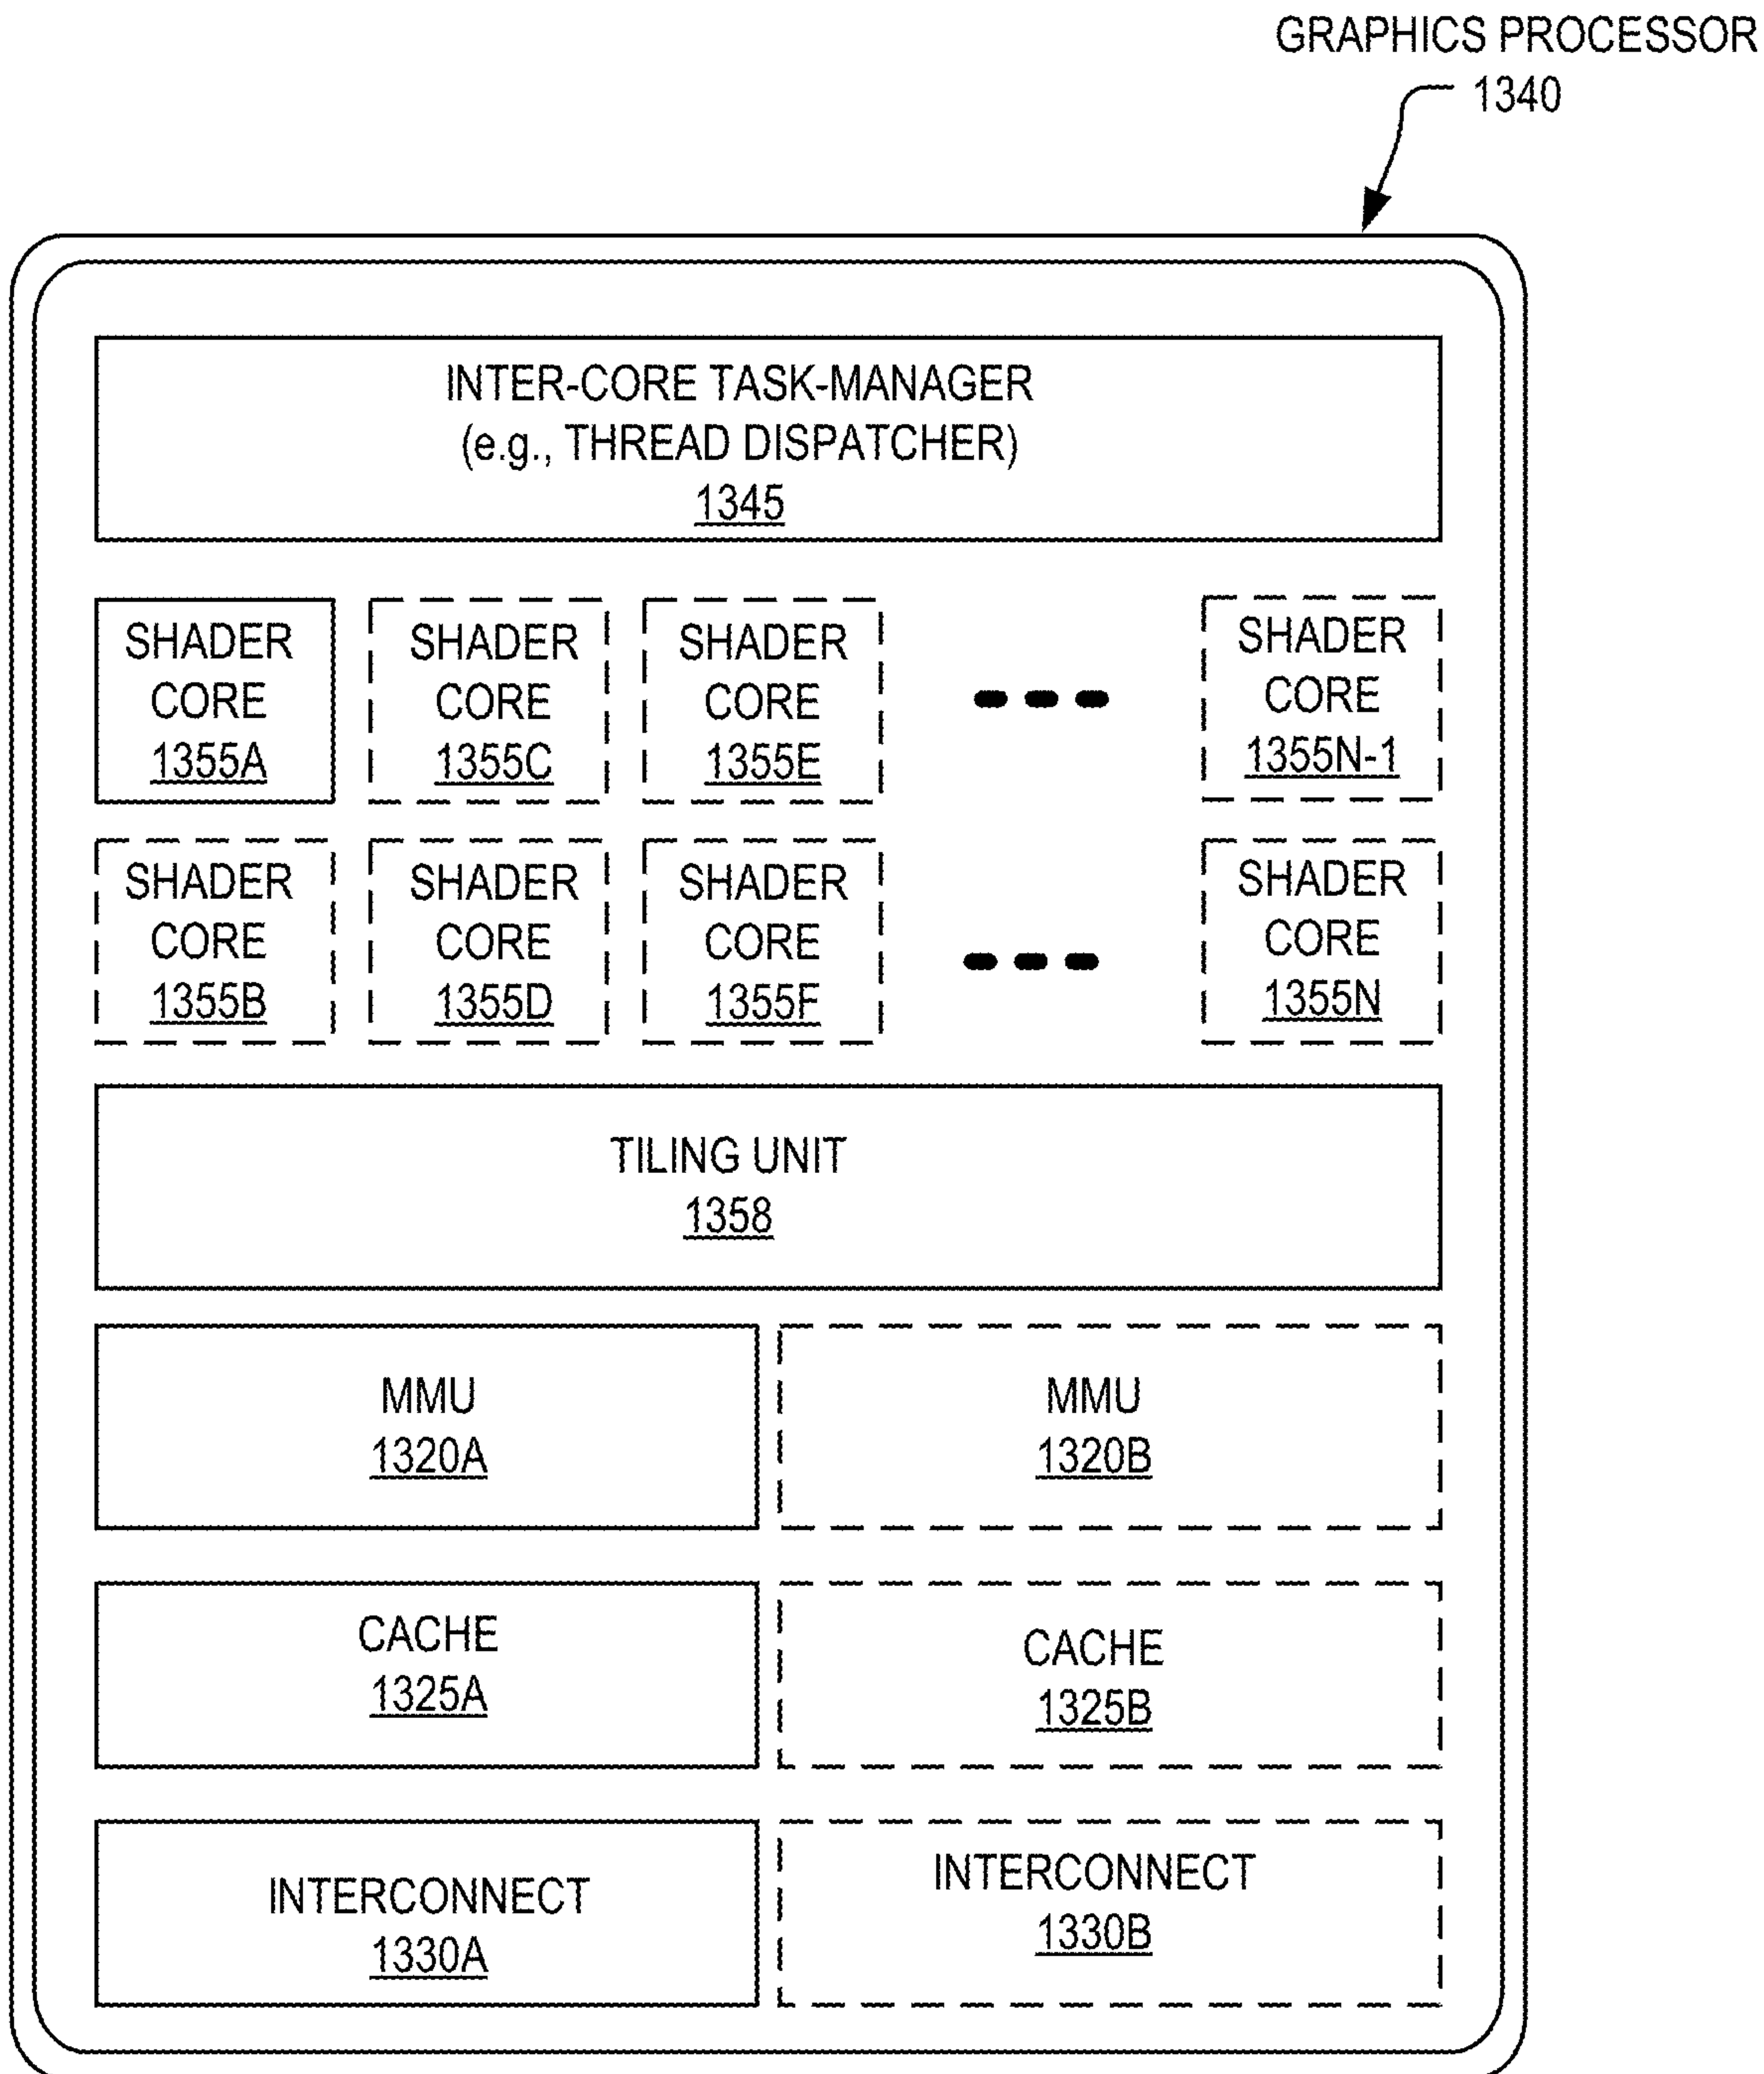 GRAPHICS PROCESSOR
1340
INTER-CORE TASK-MANAGER
(e.g., THREAD DISPATCHER)
1345
SHADER
CORE
1355A
SHADER
CORE
1355C
SHADER
CORE
1355E
SHADER
CORE
1355N-1
SHADER
CORE
1355B
SHADER
CORE
1355D
SHADER
CORE
1355F
SHADER
CORE
1355N
TILING UNIT
1358
MMU
1320A
MMU
1320B
CACHE
1325A
CACHE
1325B
INTERCONNECT
1330A
INTERCONNECT
1330B